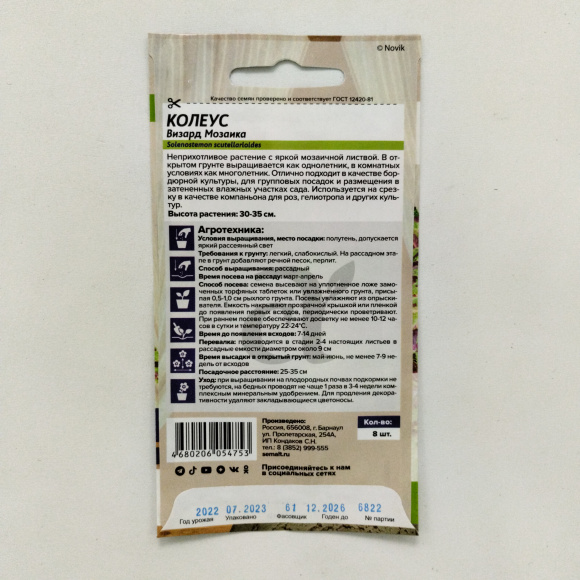 © Novik
Качество семян проверено и соответствует ГОСТ 12420-81
КОЛЕУС
Визард Мозаика
Solenostemon scutellarioides
Неприхотливое растение с яркой мозаичной листвой. В от-
крытом грунте выращивается как однолетник, в комнатных
условиях как многолетник. Отлично подходит в качестве бор-
дюрной культуры, для групповых посадок и размещения в
затененных влажных участках сада. Используется на срез-
ку в качестве компаньона для роз, гелиотропа и других куль-
тур.
Высота растения: 30-35 см.
Агротехника:
Условия выращивания, место посадки: полутень, допускается
яркий рассеянный свет
Требования к грунту: легкий, слабокислый. На рассадном эта-
пе в грунт добавляют речной песок, перлит.
Способ выращивания: рассадный
Время посева на рассаду: март-апрель
Способ посева: семена высевают на уплотненное ложе замо-
ченных торфяных таблеток или увлажненного грунта, присы-
пая 0,5-1,0 см рыхлого грунта. Посевы увлажняют из опрыски-
вателя. Емкость накрывают прозрачной крышкой или плёнкой
до появления первых всходов, периодически проветривают.
При раннем посеве обеспечивают досветку не менее 10-12 ча-
сов в сутки и температуру 22-24°С.
Время до появления всходов: 7-14 дней
Перевалка: производится в стадии 2-4 настоящих листьев в
рассадные емкости диаметром около 9 см
Время высадки в открытый грунт: май-июнь, не менее 7-9 нед-
ель от всходов
Посадочное расстояние: 25-35 см
Уход: при выращивании на плодородных почвах подкормки не
требуются, на бедных проводят не чаще 1 раза в 3-4 недели ком-
плексным минеральным удобрением. Для продления декора-
тивности удаляют закладывающиеся цветоносы.
4680206054753
Произведено:
Россия, 656008, г. Барнаул
ул. Пролетарская, 254А,
ИП Кондаков С.Н.
тел.: 8 (3852) 999-555
semalt.ru
Кол-во:
8 шт.
Присоединяйтесь к нам
в социальных сетях
2022 07.2023 61 12.2026 6822
Год урожая Упаковано Фасовщик Годен до № партии